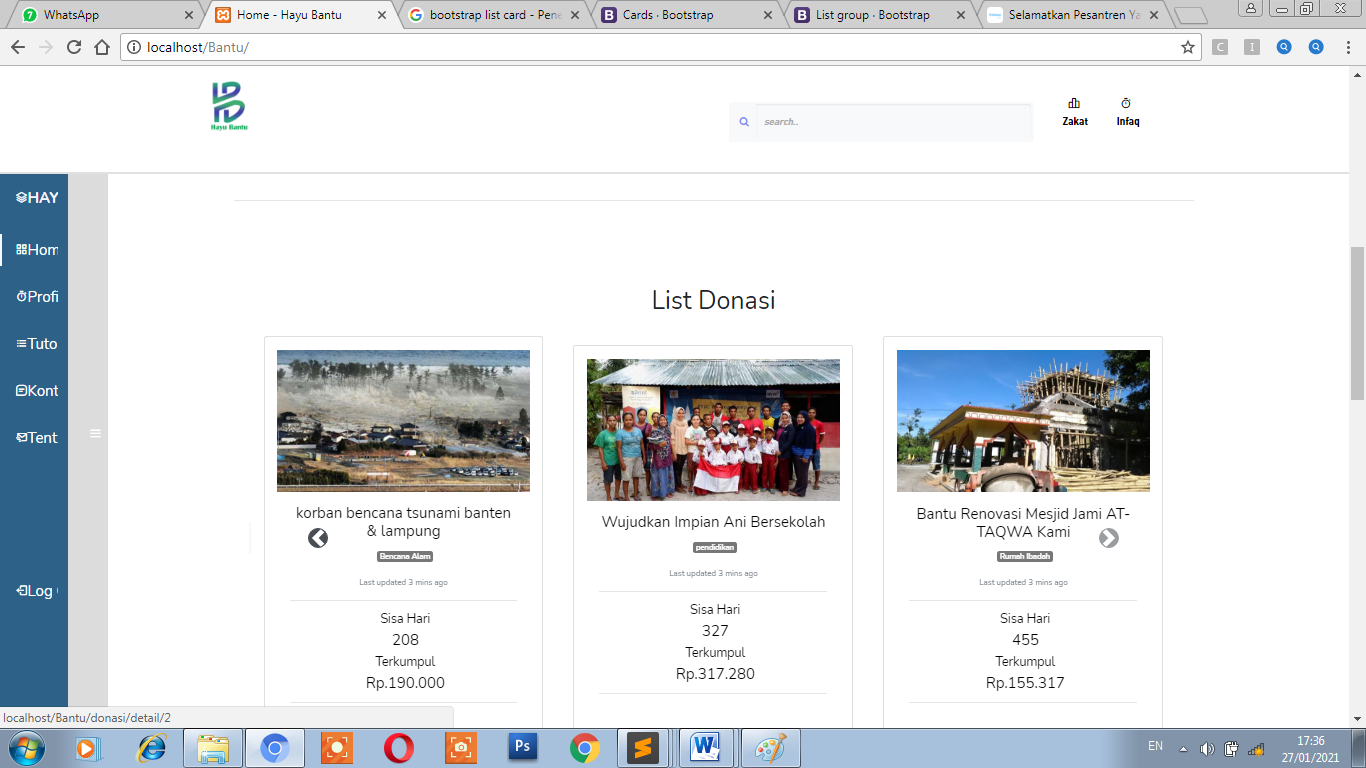 WhatsApp
Home - Hayu Bantu
bootstrap list card - Pene
Cards · Bootstrap
List group · Bootstrap
Selamatkan Pesantren Ya
localhost/Bantu/
C
I
Hayu Bantu
search..
Zakat
Infaq
HAY
Hom
Profi
Tuto
Kont
Tent
Log
List Donasi
korban bencana tsunami banten
& lampung
Bencana Alam
Last updated 3 mins ago
Sisa Hari
208
Terkumpul
Rp.190.000
Wujudkan Impian Ani Bersekolah
pendidikan
Last updated 3 mins ago
Sisa Hari
327
Terkumpul
Rp.317.280
Bantu Renovasi Mesjid Jami AT-
TAQWA Kami
Rumah Ibadah
Last updated 3 mins ago
Sisa Hari
455
Terkumpul
Rp.155.317
localhost/Bantu/donasi/detail/2
Ps
EN
17:36
27/01/2021